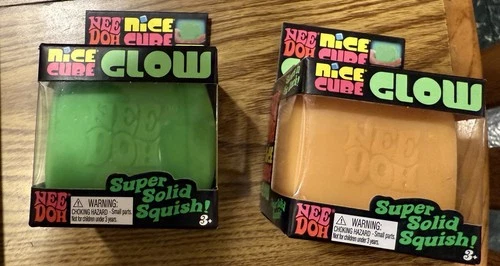 NEE DOH NiCE CUBE
NiCE CUBE GLOW
NEE
DOH
NEE DOH
WARNING:
CHOKING HAZARD - Small parts.
Not for children under 3 years.
Super
Solid
Squish!
3+
NEE DOH NiCE CUBE
NiCE CUBE GLOW
NEE
DOH
NEE DOH
WARNING:
CHOKING HAZARD - Small parts.
Not for children under 3 years.
Super
Solid
Squish!
3+